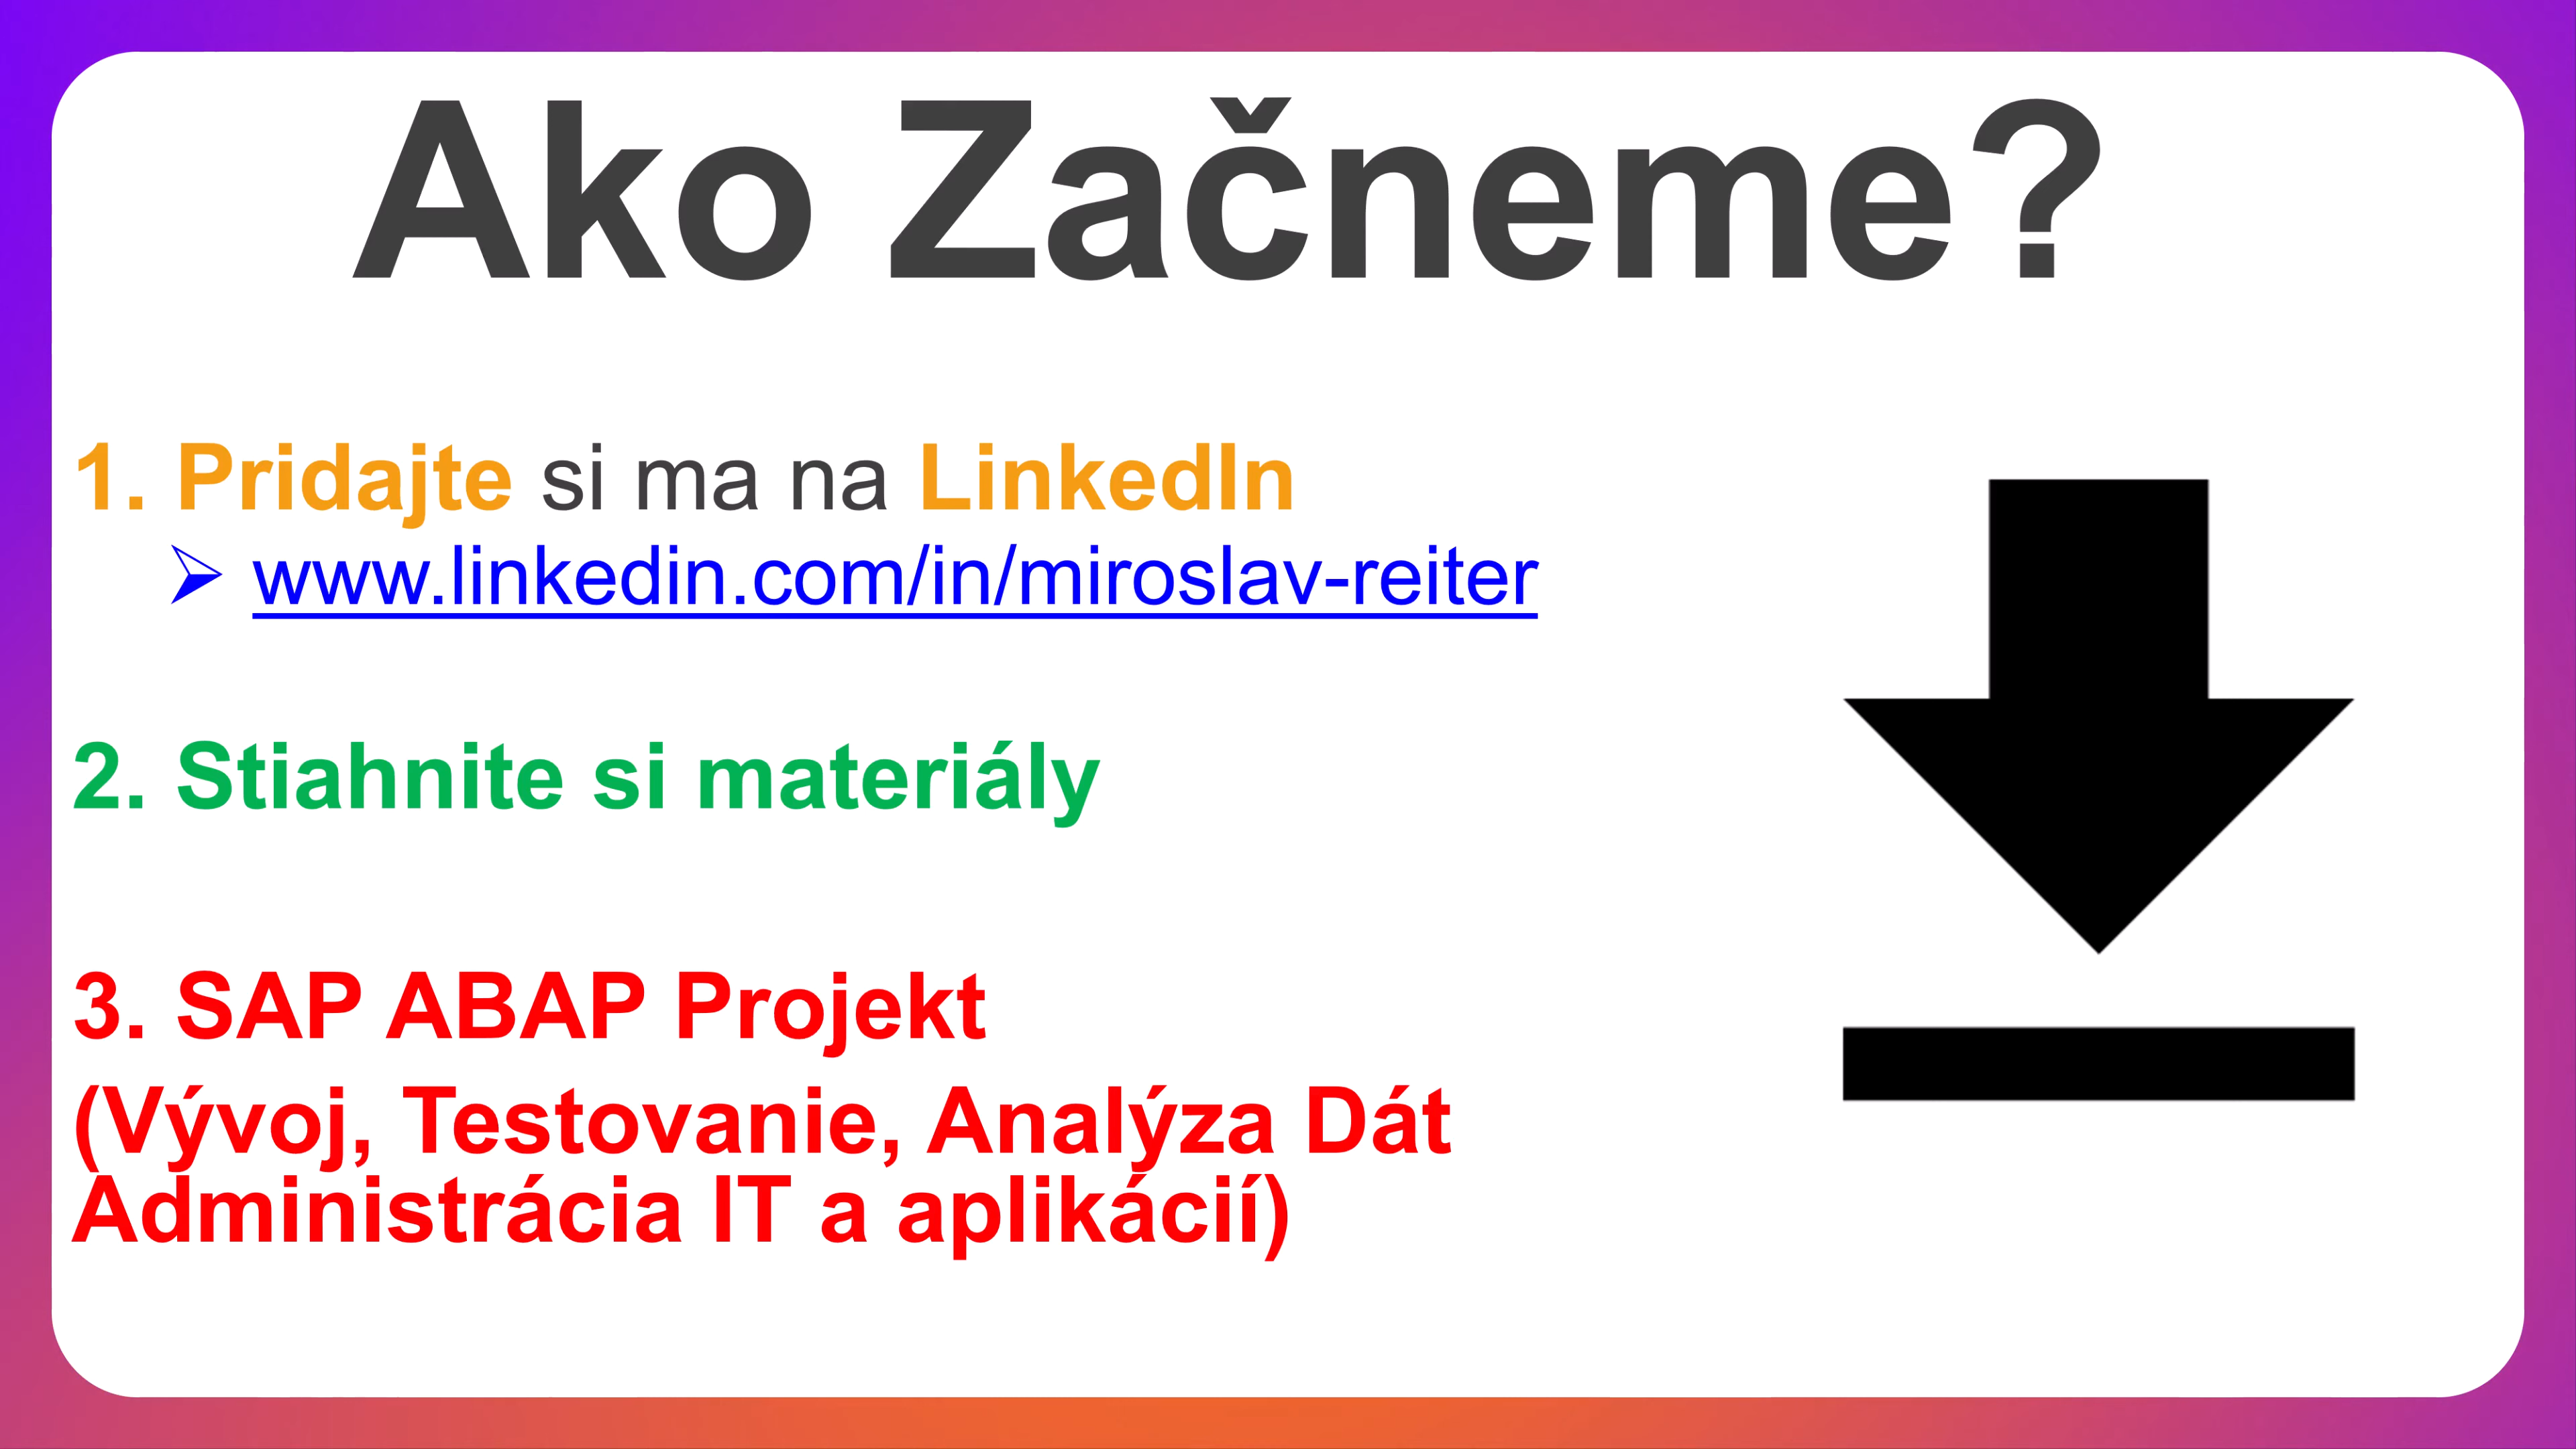 Ako Začneme?
1. Pridajte si ma na LinkedIn
www.linkedin.com/in/miroslav-reiter
2. Stiahnite si materiály
3. SAP ABAP Projekt
(Vývoj, Testovanie, Analýza Dát
Administrácia IT a aplikácií)